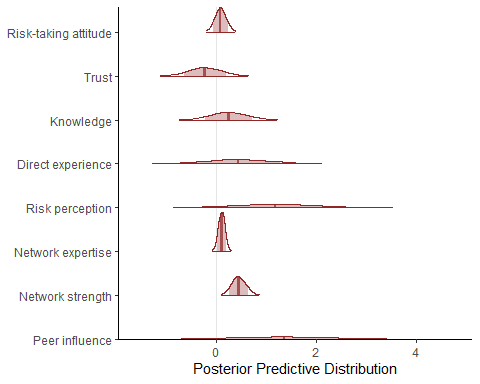 Risk-taking attitude
Trust
Knowledge
Direct experience
Risk perception
Network expertise
Network strength
Peer influence
0 2 4
Posterior Predictive Distribution